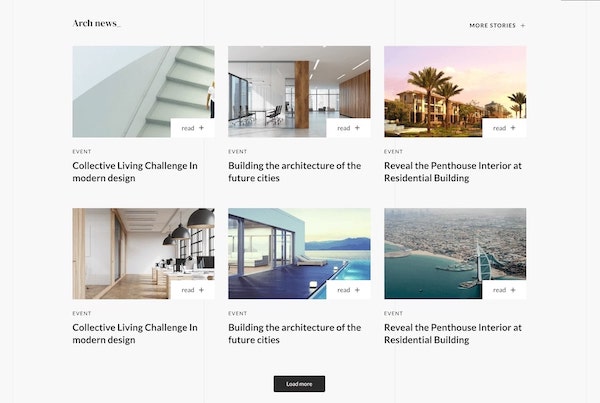 Arch news_
MORE STORIES +
read +
read +
read +
EVENT
Collective Living Challenge In
modern design
EVENT
Building the architecture of the
future cities
EVENT
Reveal the Penthouse Interior at
Residential Building
read +
read +
read +
EVENT
Collective Living Challenge In
modern design
EVENT
Building the architecture of the
future cities
EVENT
Reveal the Penthouse Interior at
Residential Building
Load more